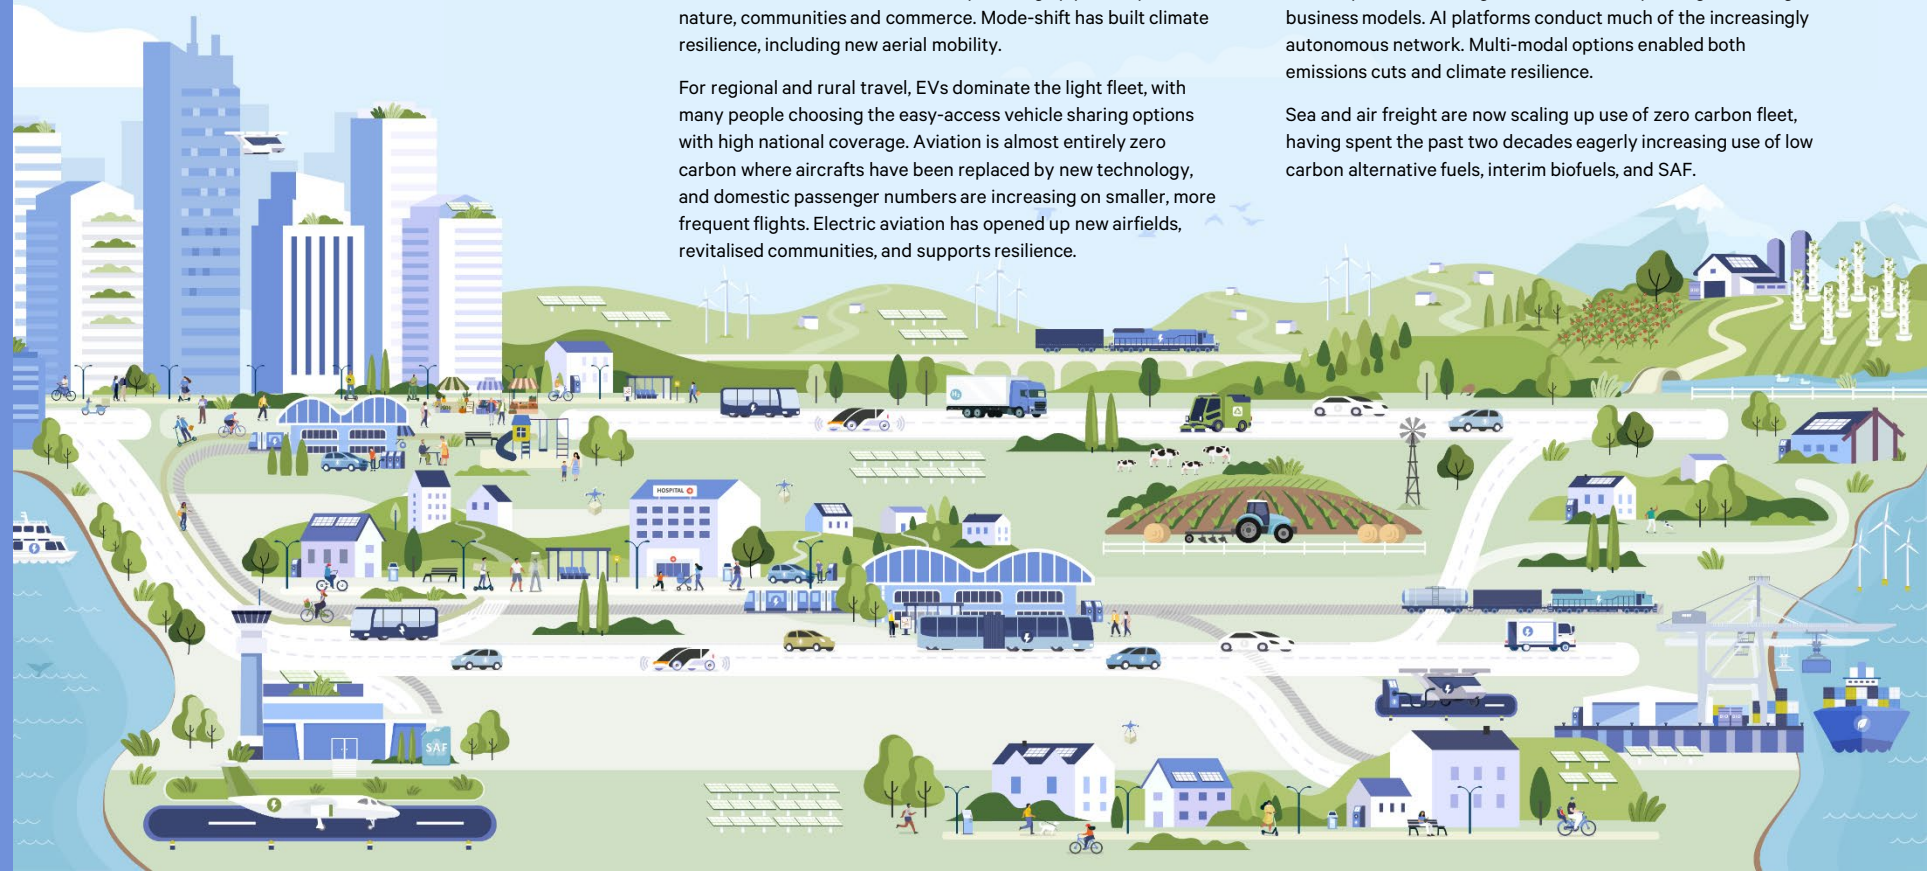 nature, communities and commerce. Mode-shift has built climate
resilience, including new aerial mobility.
For regional and rural travel, EVs dominate the light fleet, with
many people choosing the easy-access vehicle sharing options
with high national coverage. Aviation is almost entirely zero
carbon where aircrafts have been replaced by new technology,
and domestic passenger numbers are increasing on smaller, more
frequent flights. Electric aviation has opened up new airfields,
revitalised communities, and supports resilience.
business models. AI platforms conduct much of the increasingly
autonomous network. Multi-modal options enabled both
emissions cuts and climate resilience.
Sea and air freight are now scaling up use of zero carbon fleet,
having spent the past two decades eagerly increasing use of low
carbon alternative fuels, interim biofuels, and SAF.
H₂
HOSPITAL
SAF